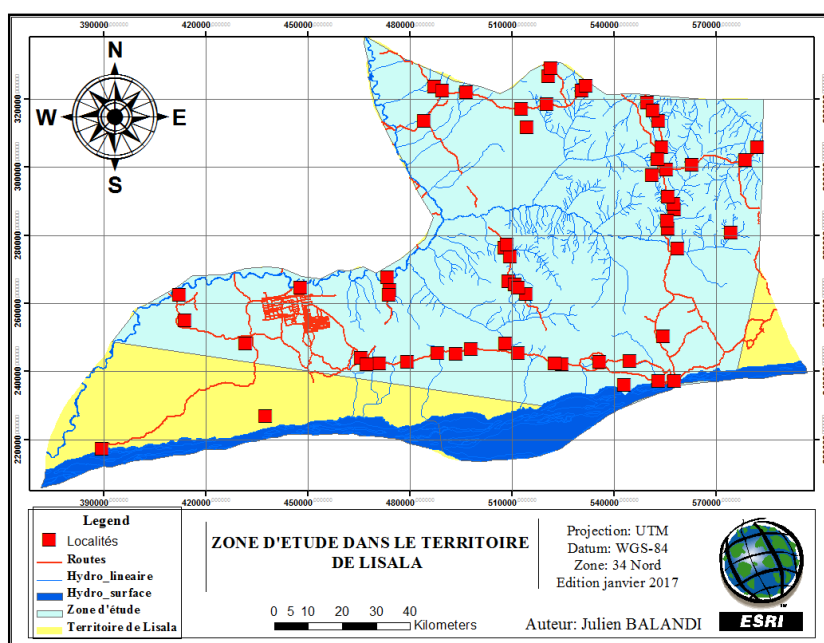 390000 420000 450000 480000 510000 540000 570000
N
W E
S
320000
300000
280000
260000
240000
220000
390000 420000 450000 480000 510000 540000 570000
Legend
Localités
Routes
Hydro_lineaire
Hydro_surface
Zone d'étude
Territoire de Lisala
ZONE D'ETUDE DANS LE TERRITOIRE
DE LISALA
0 5 10 20 30 40
Kilometers
Projection: UTM
Datum: WGS-84
Zone: 34 Nord
Edition janvier 2017
Auteur: Julien BALANDI
ESRI